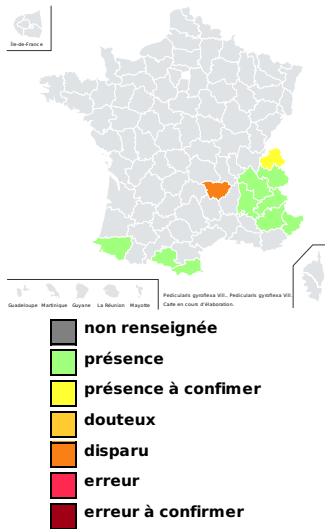 Île-de-France
Guadeloupe Martinique Guyane La Réunion Mayotte
Pedicularis gyroflexa Vill., Pedicularis gyroflexa Vill.
Carte en cours d'élaboration.
non renseignée
présence
présence à confimer
douteux
disparu
erreur
erreur à confirmer